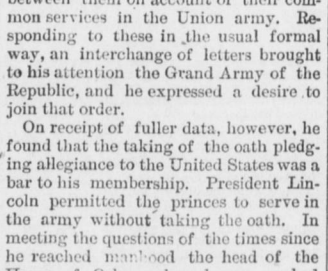 between them on account of their com-
mon services in the Union army. Re-
sponding to these in the usual formal
way, an interchange of letters brought
to his attention the Grand Army of the
Republic, and he expressed a desire to
join that order.
On receipt of fuller data, however, he
found that the taking of the oath pledg-
ing allegiance to the United States was a
bar to his membership. President Lin-
coln permitted the princes to serve in
the army without taking the oath. In
meeting the questions of the times since
he reached manhood the head of the